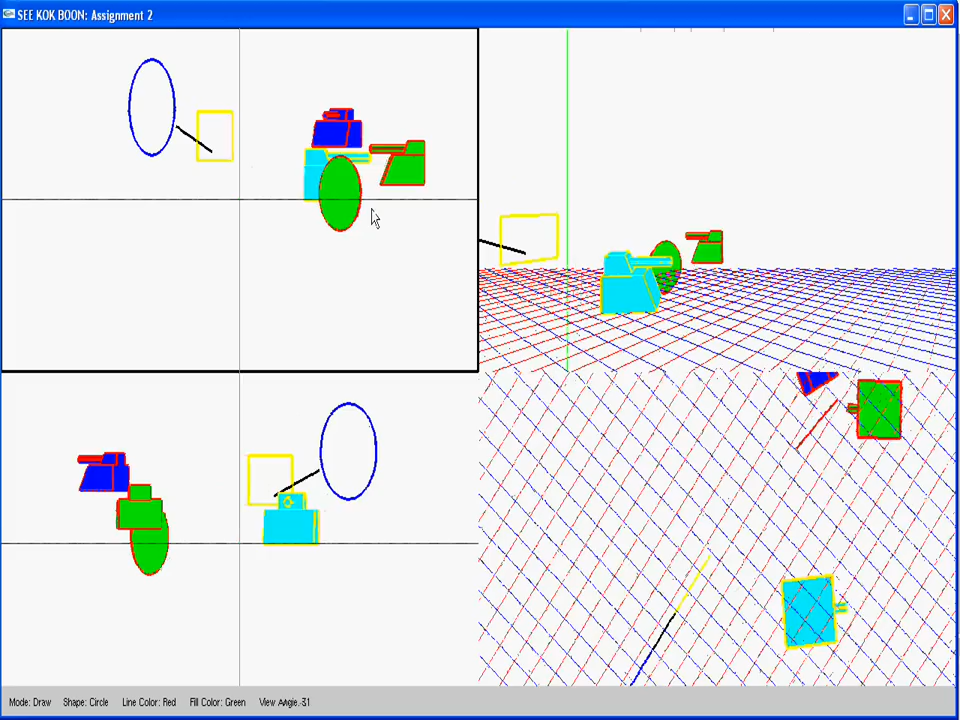 SEE KOK BOON: Assignment 2
Mode: Draw Shape: Circle Line Color: Red Fill Color: Green View Angle: 31